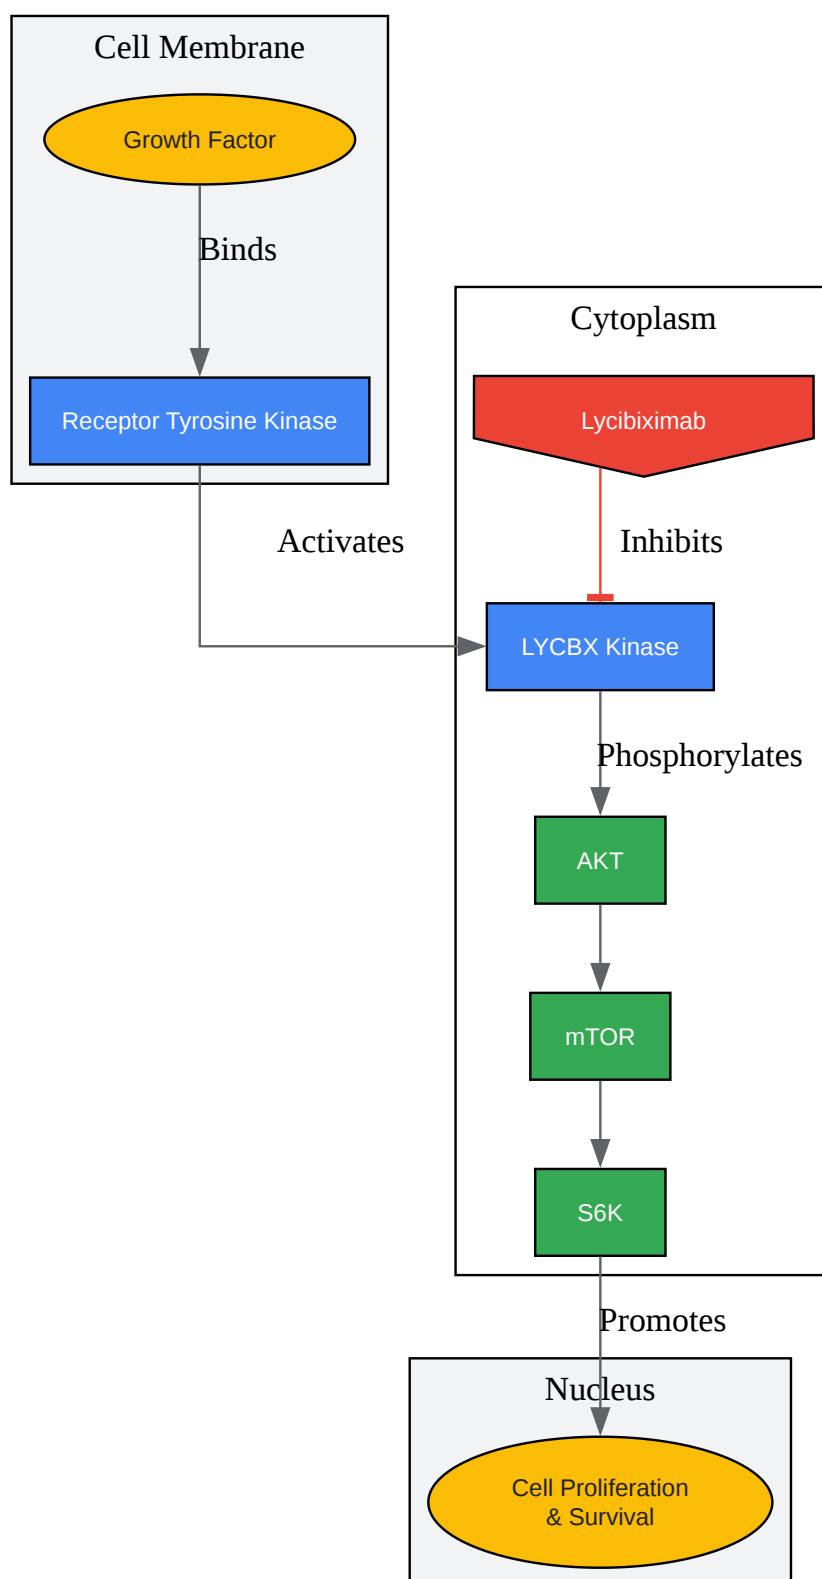 Cell Membrane
Growth Factor
Binds
Receptor Tyrosine Kinase
Activates
Cytoplasm
Lycibiximab
Inhibits
LYCBX Kinase
Phosphorylates
AKT
mTOR
S6K
Promotes
Nucleus
Cell Proliferation
& Survival